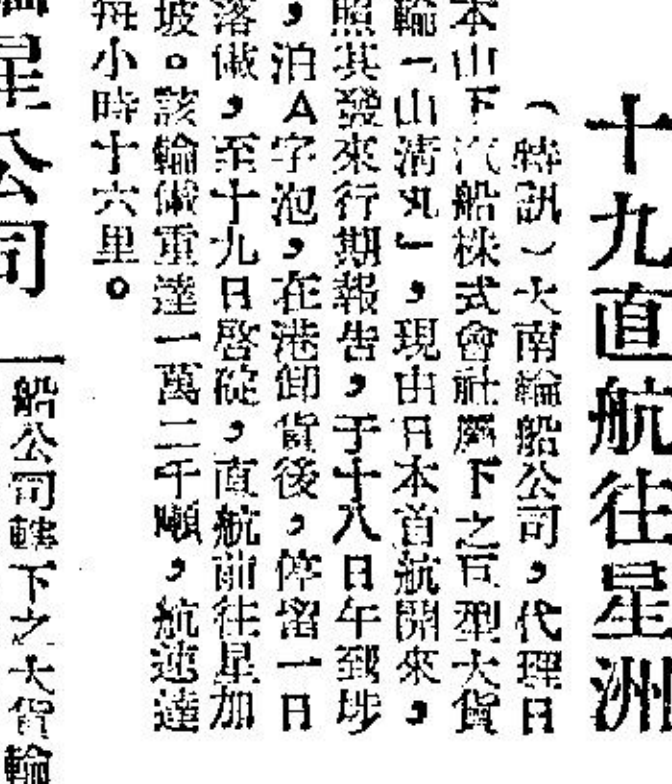 十九直航往星洲
（特訊）大南輪船公司，代理日
本山下汽船株式會社屬下之巨型大貨
輪「山清丸」，現由日本首航開來，
照其發來行期報告，于十八日午到埗
，泊A字泡，在港卸貨後，停留一日
落儎，至十九日啓碇，直航前往星加
坡。該輪儎重達一萬二千噸，航速達
每小時十六里。
星公司
船公司轄下之大貨輪